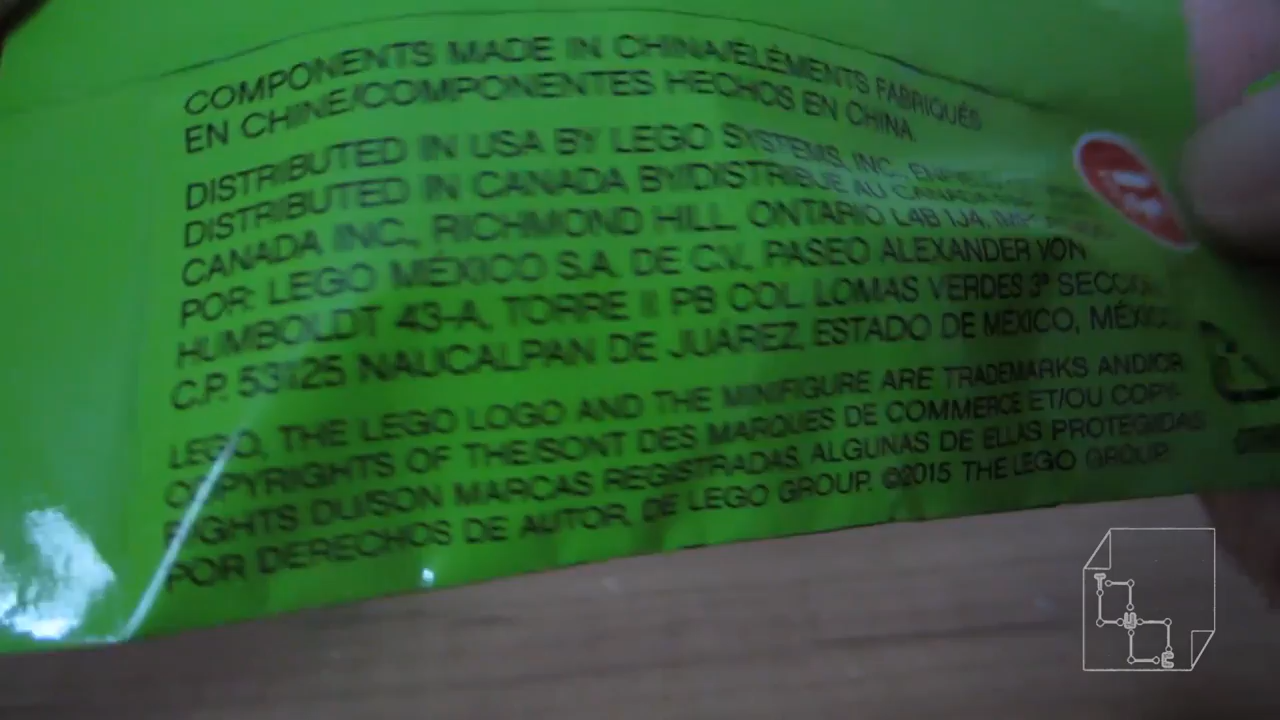 COMPONENTS MADE IN CHINA/ÉLÉMENTS FABRIQUÉS
EN CHINE/COMPONENTES HECHOS EN CHINA.
DISTRIBUTED IN USA BY LEGO SYSTEMS, INC.
DISTRIBUTED IN CANADA BY/DISTRIBUÉ AU CANADA
CANADA INC., RICHMOND HILL, ONTARIO L4B 1J4,
POR: LEGO MÉXICO S.A. DE C.V., PASEO ALEXANDER VON
HUMBOLDT 43-A, TORRE II PB COL. LOMAS VERDES 3ª
C.P. 53125 NAUCALPAN DE JUAREZ, ESTADO DE MEXICO, MÉXICO.
LEGO, THE LEGO LOGO AND THE MINIFIGURE ARE TRADEMARKS AND/OR
COPYRIGHTS OF THE/SONT DES MARQUES DE COMMERCE ET/OU COPY-
RIGHTS DU/SON MARCAS REGISTRADAS, ALGUNAS DE ELLAS PROTEGIDAS
POR DERECHOS DE AUTOR, DE LEGO GROUP. ©2015 THE LEGO GROUP.